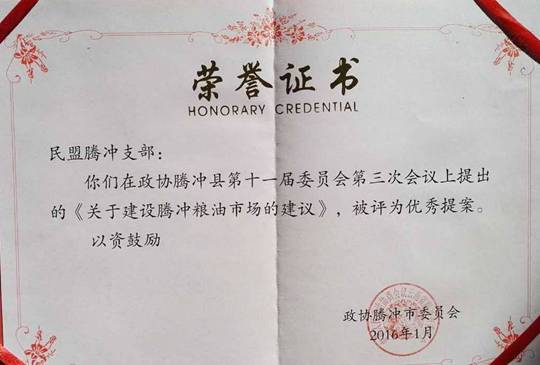 荣誉证书
HONORARY CREDENTIAL
民盟腾冲支部：
你们在政协腾冲县第十一届委员会第三次会议上提出
的《关于建设腾冲粮油市场的建议》，被评为优秀提案。
以资鼓励
政协腾冲市委员会
2016年1月